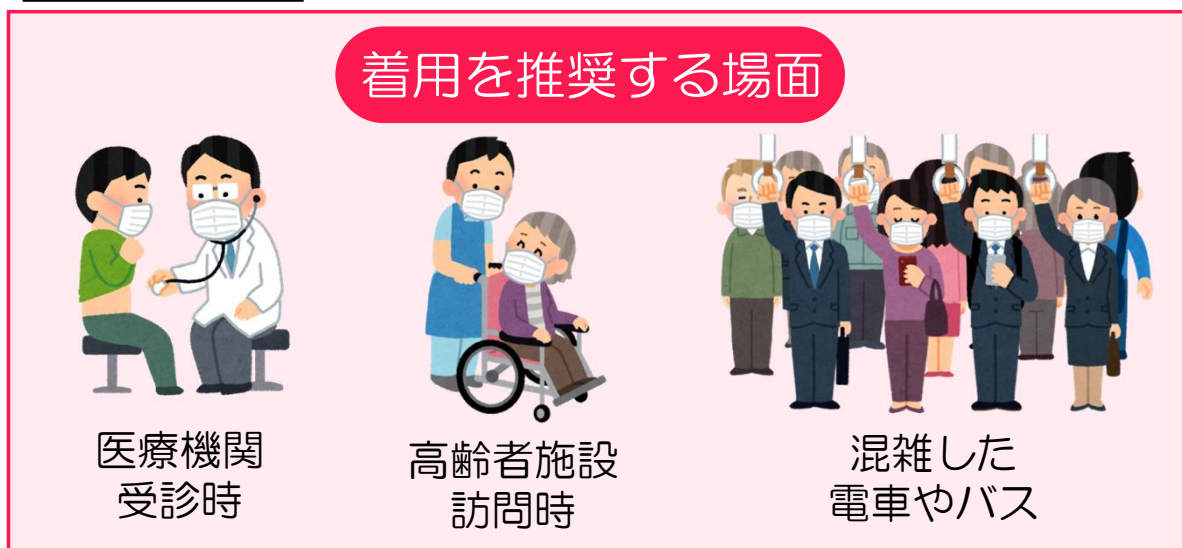 着用を推奨する場面
医療機関
受診時
高齢者施設
訪問時
混雑した
電車やバス